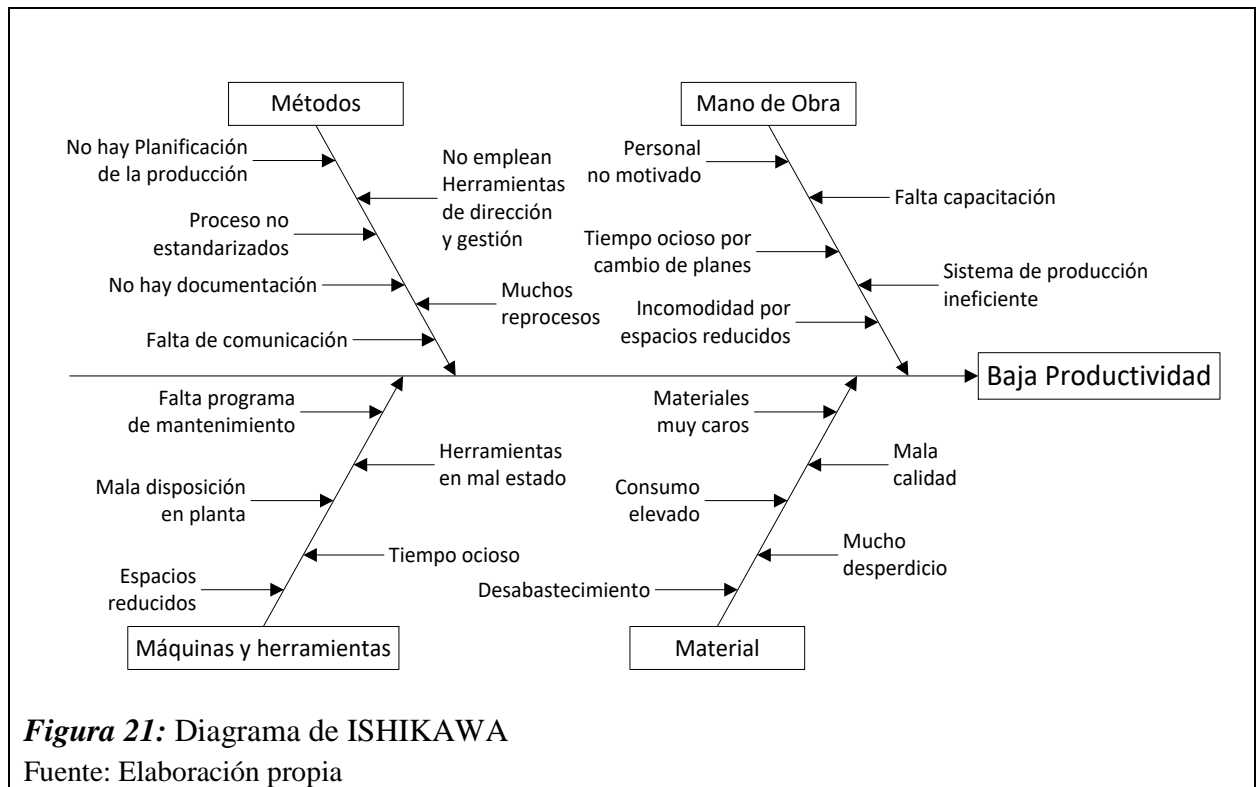 Métodos
Mano de Obra
No hay Planificación
de la producción
No emplean
Herramientas
de dirección
y gestión
Proceso no
estandarizados
No hay documentación
Muchos
reprocesos
Falta de comunicación
Personal
no motivado
Falta capacitación
Tiempo ocioso por
cambio de planes
Sistema de producción
ineficiente
Incomodidad por
espacios reducidos
Baja Productividad
Falta programa
de mantenimiento
Herramientas
en mal estado
Mala disposición
en planta
Tiempo ocioso
Espacios
reducidos
Máquinas y herramientas
Materiales
muy caros
Mala
calidad
Consumo
elevado
Mucho
desperdicio
Desabastecimiento
Material
Figura 21: Diagrama de ISHIKAWA
Fuente: Elaboración propia